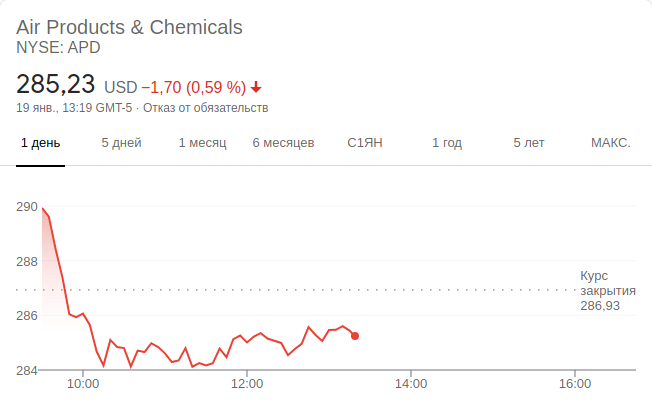 Air Products & Chemicals
NYSE: APD
285,23 USD −1,70 (0,59 %)
19 янв., 13:19 GMT-5 · Отказ от обязательств
1 день 5 дней 1 месяц 6 месяцев С1ЯН 1 год 5 лет МАКС.
290
288
Курс
закрытия
286,93
286
284
10:00 12:00 14:00 16:00